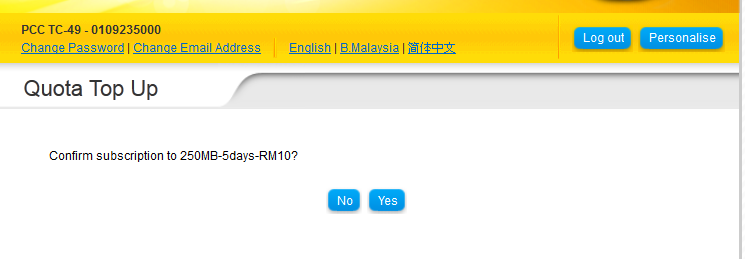 PCC TC-49 - 0109235000
Change Password | Change Email Address | English | B.Malaysia | 简体中文
Log out Personalise
Quota Top Up
Confirm subscription to 250MB-5days-RM10?
No Yes